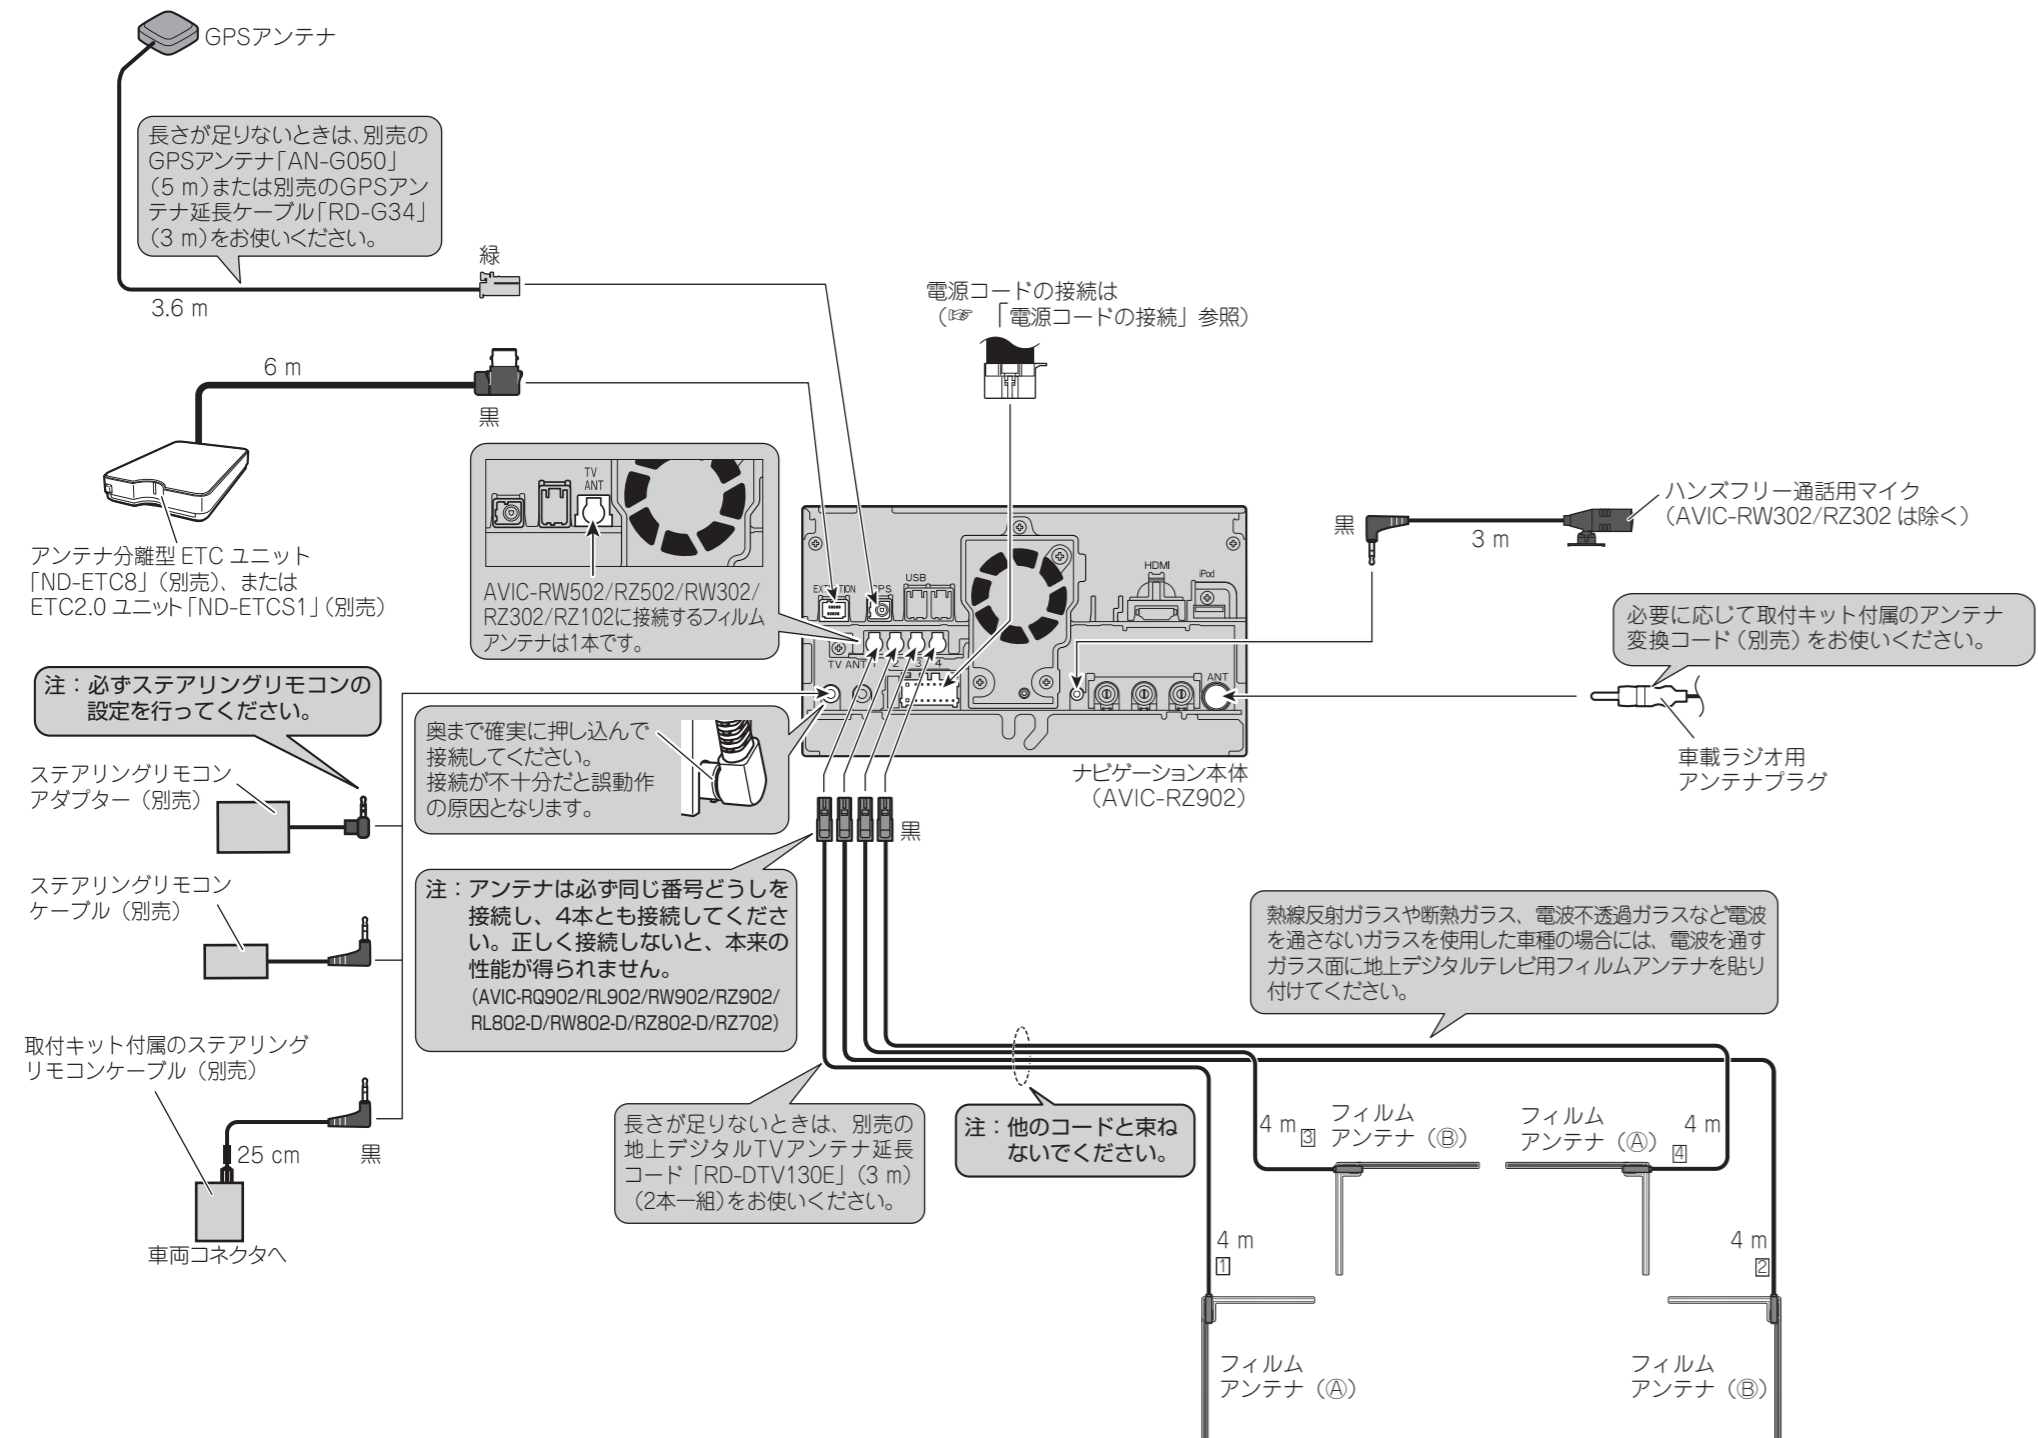 GPSアンテナ
長さが足りないときは、別売の
GPSアンテナ「AN-G050」
（5 m）または別売のGPSアン
テナ延長ケーブル「RD-G34」
（3 m）をお使いください。
緑
3.6 m
電源コードの接続は
（☞ 「電源コードの接続」参照）
6 m
黒
アンテナ分離型 ETC ユニット
「ND-ETC8」（別売）、または
ETC2.0 ユニット「ND-ETCS1」（別売）
TV
ANT
AVIC-RW502/RZ502/RW302/
RZ302/RZ102に接続するフィルム
アンテナは1本です。
USB
HDMI
iPod
TV ANT 1 2 3 4
ANT
黒
3 m
ハンズフリー通話用マイク
（AVIC-RW302/RZ302 は除く）
必要に応じて取付キット付属のアンテナ
変換コード（別売）をお使いください。
車載ラジオ用
アンテナプラグ
ナビゲーション本体
（AVIC-RZ902）
注：必ずステアリングリモコンの
設定を行ってください。
奥まで確実に押し込んで
接続してください。
接続が不十分だと誤動作
の原因となります。
ステアリングリモコン
アダプター（別売）
黒
ステアリングリモコン
ケーブル（別売）
注：アンテナは必ず同じ番号どうしを
接続し、4本とも接続してくださ
い。正しく接続しないと、本来の
性能が得られません。
（AVIC-RQ902/RL902/RW902/RZ902/
RL802-D/RW802-D/RZ802-D/RZ702）
熱線反射ガラスや断熱ガラス、電波不透過ガラスなど電波
を通さないガラスを使用した車種の場合には、電波を通す
ガラス面に地上デジタルテレビ用フィルムアンテナを貼り
付けてください。
取付キット付属のステアリング
リモコンケーブル（別売）
25 cm
黒
車両コネクタへ
長さが足りないときは、別売の
地上デジタルTVアンテナ延長
コード「RD-DTV130E」（3 m）
（2本一組）をお使いください。
注：他のコードと束ね
ないでください。
4 m 3
フィルム
アンテナ（Ⓑ）
フィルム
アンテナ（Ⓐ）
4 m
4
4 m
1
4 m
2
フィルム
アンテナ（Ⓐ）
フィルム
アンテナ（Ⓑ）